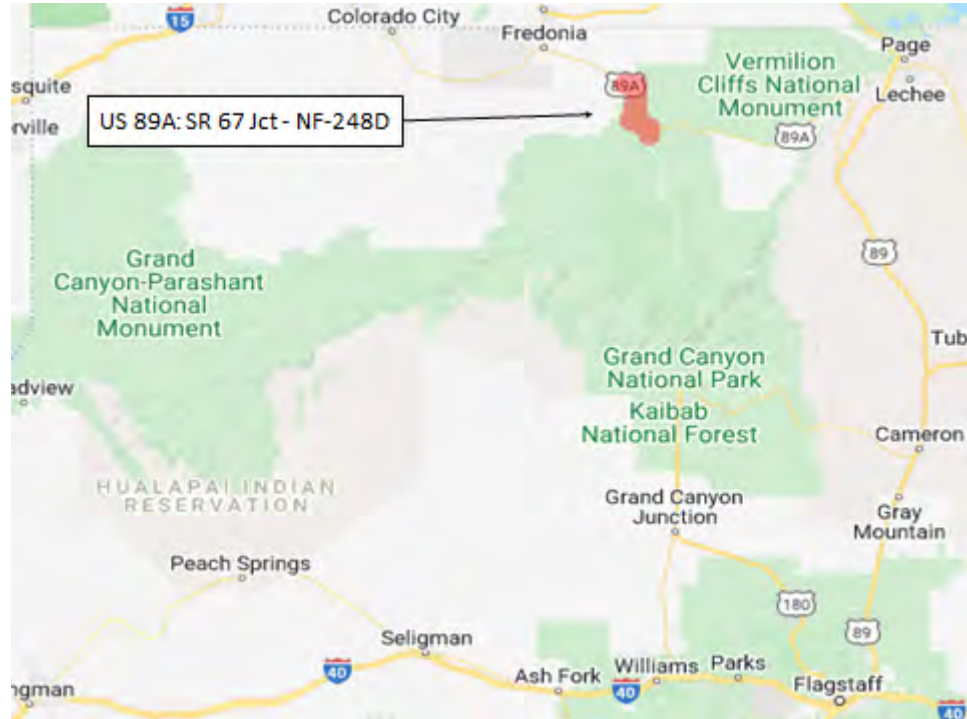 15
Colorado City
Fredonia
Page
squite
89A
Vermilion
Cliffs National
Monument
Lechee
rville
US 89A: SR 67 Jct - NF-248D
89A
Grand
Canyon-Parashant
National
Monument
89
Tub
Grand Canyon
National Park
adview
Kaibab
National Forest
Cameron
HUALAPAI INDIAN
RESERVATION
Grand Canyon
Junction
Gray
Mountain
Peach Springs
180
89
Seligman
40
Ash Fork
Williams
Parks
ngman
40
Flagstaff
40